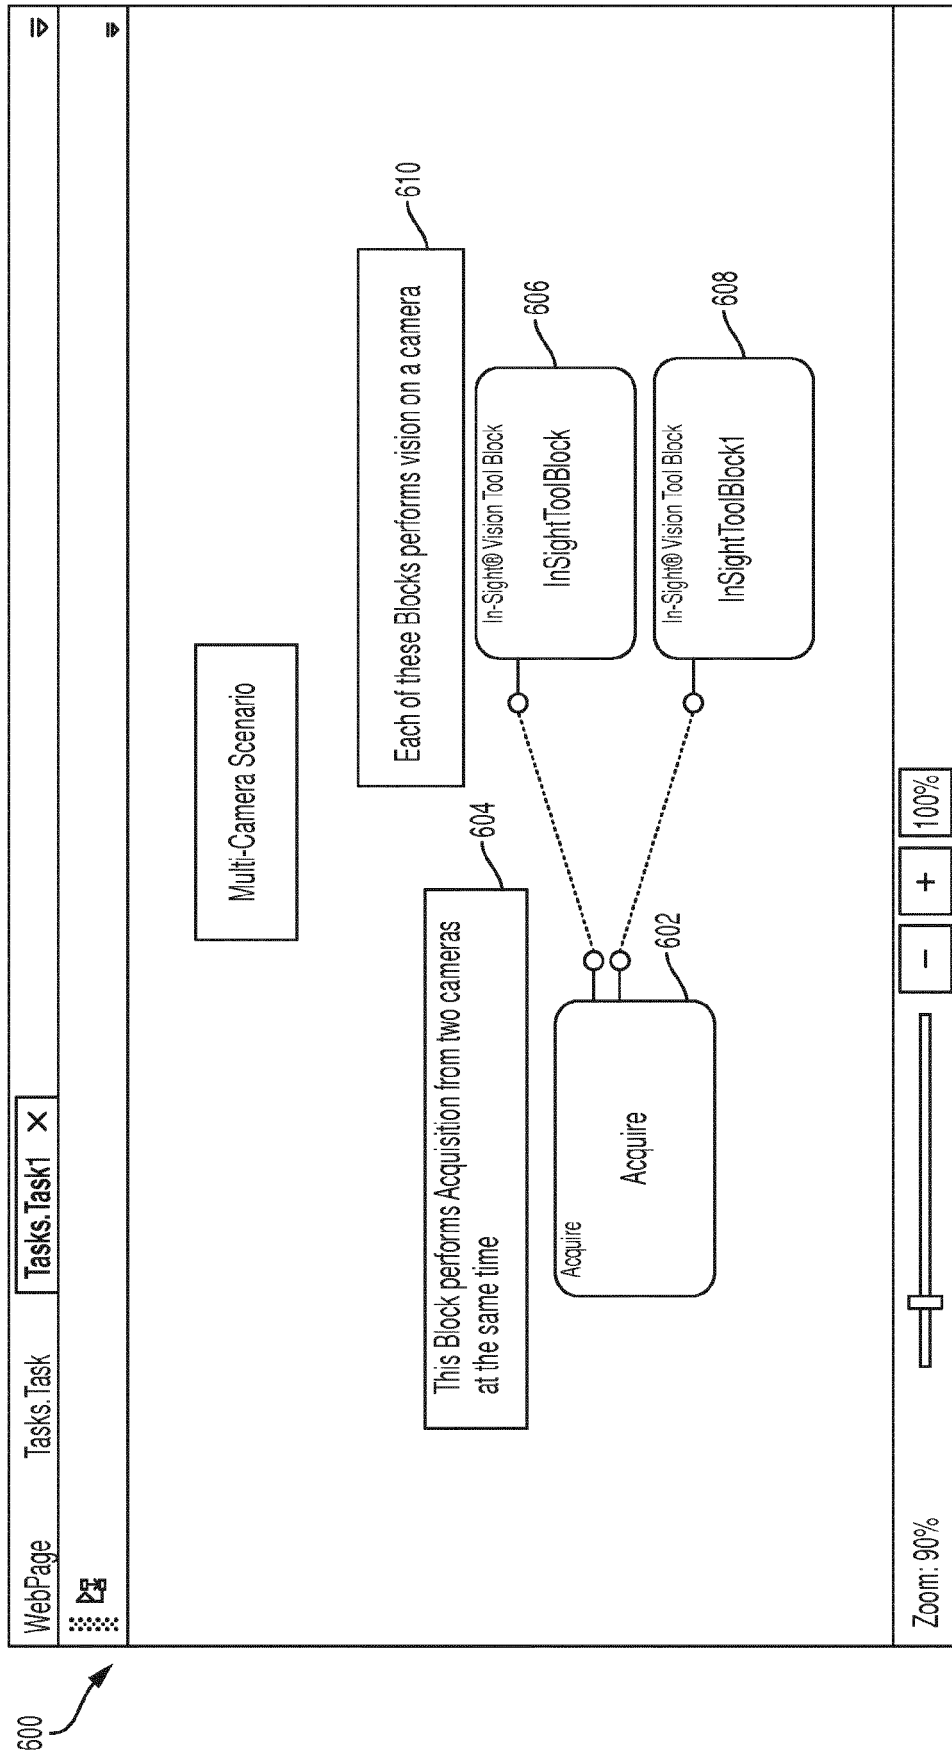 600
WebPage
Tasks.Task
Tasks.Task1 X
Multi-Camera Scenario
610
Each of these Blocks performs vision on a camera
604
This Block performs Acquisition from two cameras
at the same time
606
In-Sight® Vision Tool Block
InSightToolBlock
602
Acquire
Acquire
608
In-Sight® Vision Tool Block
InSightToolBlock1
Zoom: 90%
-
+
100%